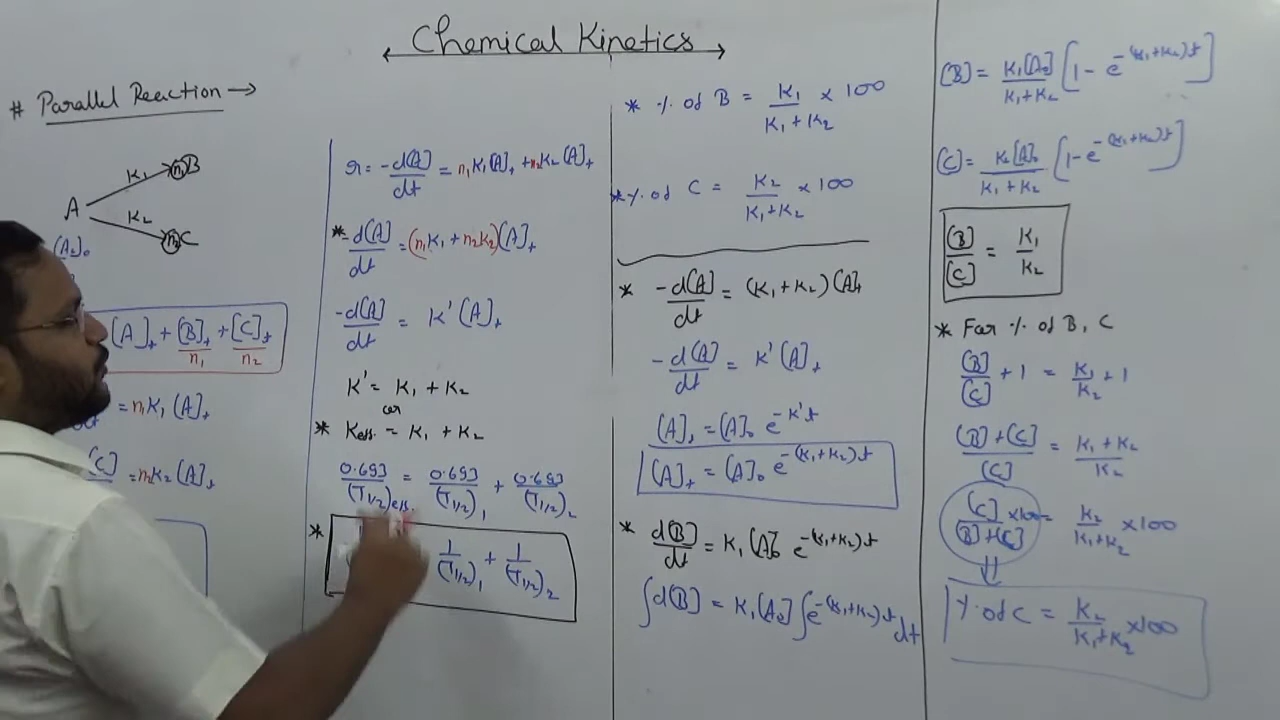 Chemical Kinetics
# Parallel Reaction →
A
K₁
n₁B
K₂
n₂C
[A₂]₀
[A]ₜ + [B]ₜ/n₁ + [C]ₜ/n₂
= n₁K₁[A]ₜ
[C] = n₂K₂[A]ₜ
r = -d[A]/dt = n₁K₁[A]ₜ + n₂K₂[A]ₜ
* -d[A]/dt = (n₁K₁ + n₂K₂)[A]ₜ
-d[A]/dt = K'[A]ₜ
K' = K₁ + K₂
or
* Keff. = K₁ + K₂
0.693/(T1/2)eff. = 0.693/(T1/2)₁ + 0.693/(T1/2)₂
* 1/(T1/2)₁ + 1/(T1/2)₂
* % of B = K₁/(K₁+K₂) × 100
* % of C = K₂/(K₁+K₂) × 100
* -d[A]/dt = (K₁+K₂)[A]ₜ
-d[A]/dt = K'[A]ₜ
[A]ₜ = [A]₀ e^-K't
[A]ₜ = [A]₀ e^-(K₁+K₂)t
* d[B]/dt = K₁[A]₀ e^-(K₁+K₂)t
∫d[B] = K₁[A₀] ∫e^-(K₁+K₂)t dt
[B] = K₁[A₀]/(K₁+K₂) [1 - e^-(K₁+K₂)t]
[C] = K₂[A]₀/(K₁+K₂) [1 - e^-(K₁+K₂)t]
[B]/[C] = K₁/K₂
* For % of B, C
[B]/[C] + 1 = K₁/K₂ + 1
([B]+[C])/[C] = (K₁+K₂)/K₂
[C]/([B]+[C]) ×100 = K₂/(K₁+K₂) ×100
⇓
% of C = K₂/(K₁+K₂) ×100